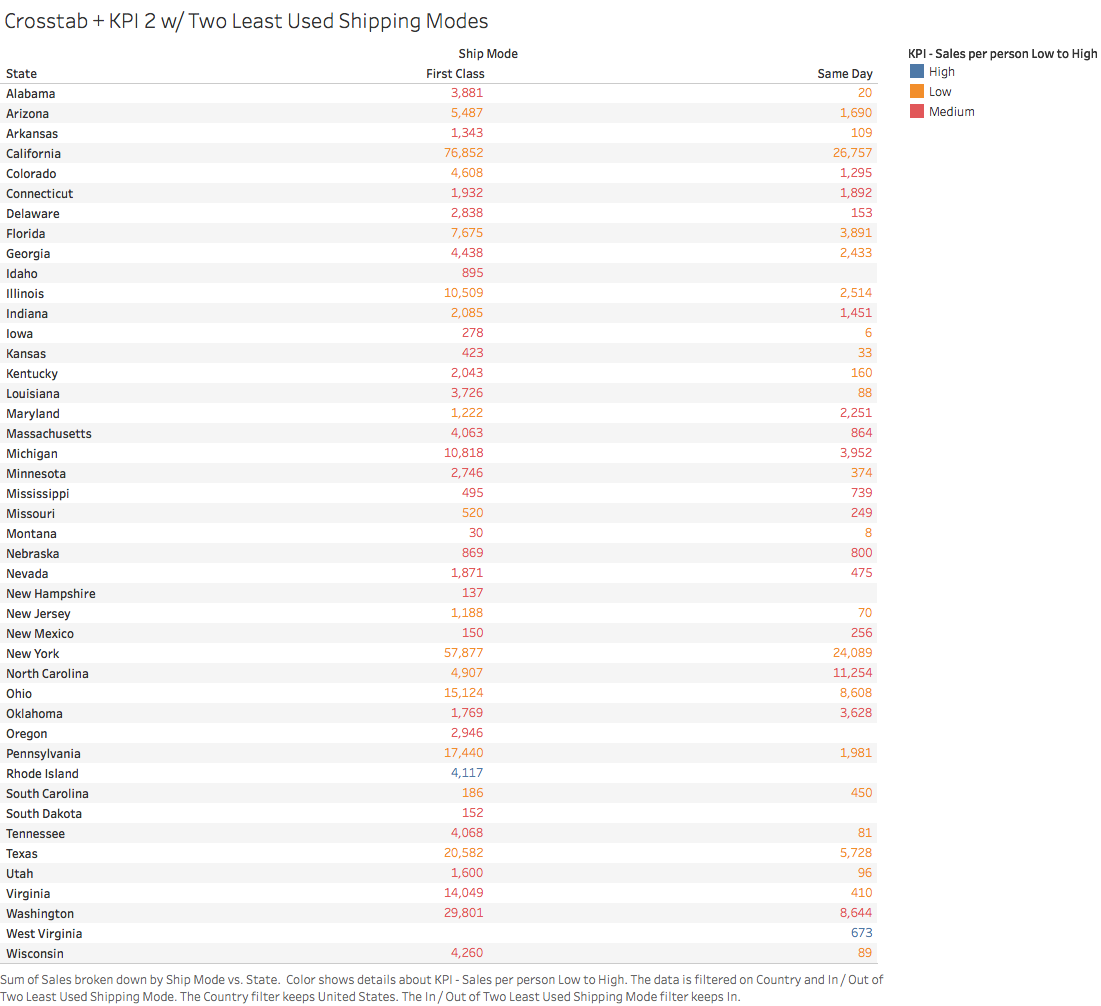 Crosstab + KPI 2 w/ Two Least Used Shipping Modes
Ship Mode
State First Class Same Day
Alabama 3,881 20
Arizona 5,487 1,690
Arkansas 1,343 109
California 76,852 26,757
Colorado 4,608 1,295
Connecticut 1,932 1,892
Delaware 2,838 153
Florida 7,675 3,891
Georgia 4,438 2,433
Idaho 895
Illinois 10,509 2,514
Indiana 2,085 1,451
Iowa 278 6
Kansas 423 33
Kentucky 2,043 160
Louisiana 3,726 88
Maryland 1,222 2,251
Massachusetts 4,063 864
Michigan 10,818 3,952
Minnesota 2,746 374
Mississippi 495 739
Missouri 520 249
Montana 30 8
Nebraska 869 800
Nevada 1,871 475
New Hampshire 137
New Jersey 1,188 70
New Mexico 150 256
New York 57,877 24,089
North Carolina 4,907 11,254
Ohio 15,124 8,608
Oklahoma 1,769 3,628
Oregon 2,946
Pennsylvania 17,440 1,981
Rhode Island 4,117
South Carolina 186 450
South Dakota 152
Tennessee 4,068 81
Texas 20,582 5,728
Utah 1,600 96
Virginia 14,049 410
Washington 29,801 8,644
West Virginia 673
Wisconsin 4,260 89
KPI - Sales per person Low to High
High
Low
Medium
Sum of Sales broken down by Ship Mode vs. State. Color shows details about KPI - Sales per person Low to High. The data is filtered on Country and In / Out of
Two Least Used Shipping Mode. The Country filter keeps United States. The In / Out of Two Least Used Shipping Mode filter keeps In.